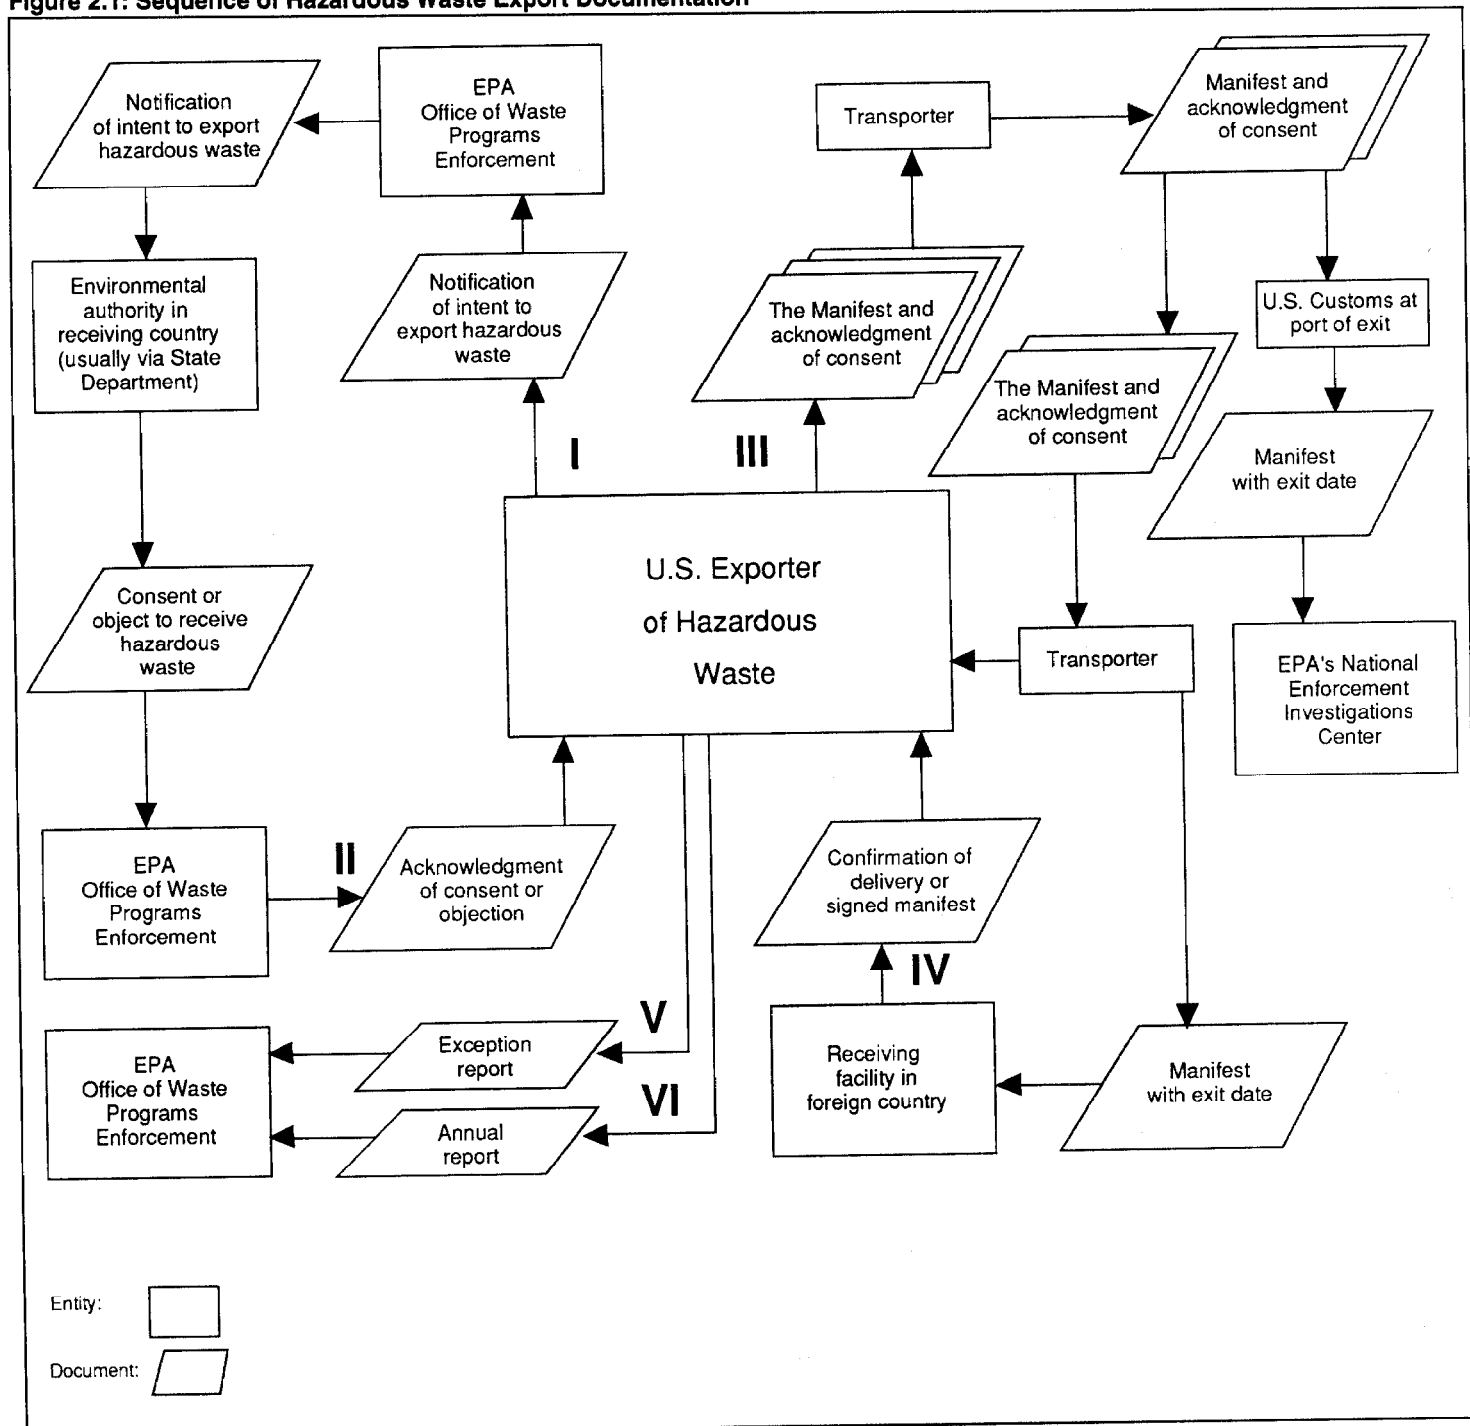 Figure 2.1: Sequence of Hazardous Waste Export Documentation
Notification
of intent to export
hazardous waste
EPA
Office of Waste
Programs
Enforcement
Transporter
Manifest and
acknowledgment
of consent
Environmental
authority in
receiving country
(usually via State
Department)
Notification
of intent to
export hazardous
waste
The Manifest and
acknowledgment
of consent
U.S. Customs at
port of exit
The Manifest and
acknowledgment
of consent
I
III
Manifest
with exit date
U.S. Exporter
of Hazardous
Waste
Consent or
object to receive
hazardous
waste
Transporter
EPA's National
Enforcement
Investigations
Center
EPA
Office of Waste
Programs
Enforcement
II
Acknowledgment
of consent or
objection
Confirmation of
delivery or
signed manifest
IV
V
EPA
Office of Waste
Programs
Enforcement
Exception
report
VI
Annual
report
Receiving
facility in
foreign country
Manifest
with exit date
Entity:
Document: